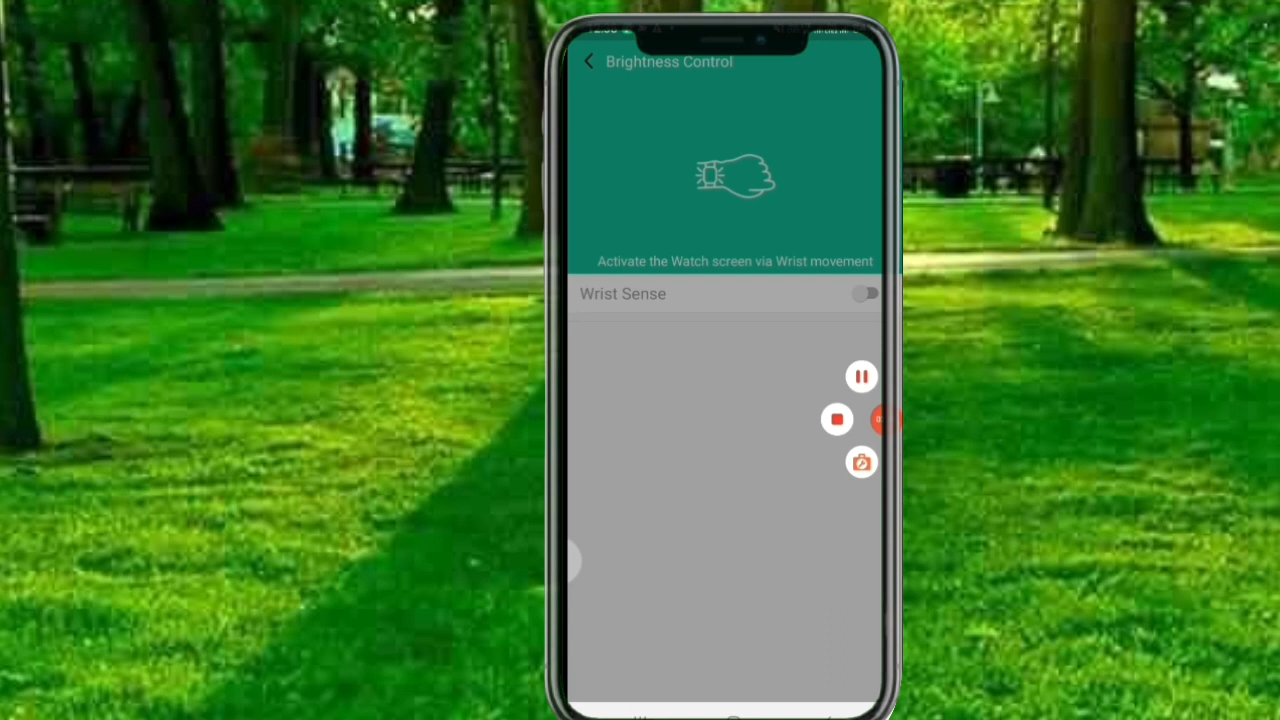 Brightness Control
Activate the Watch screen via Wrist movement
Wrist Sense